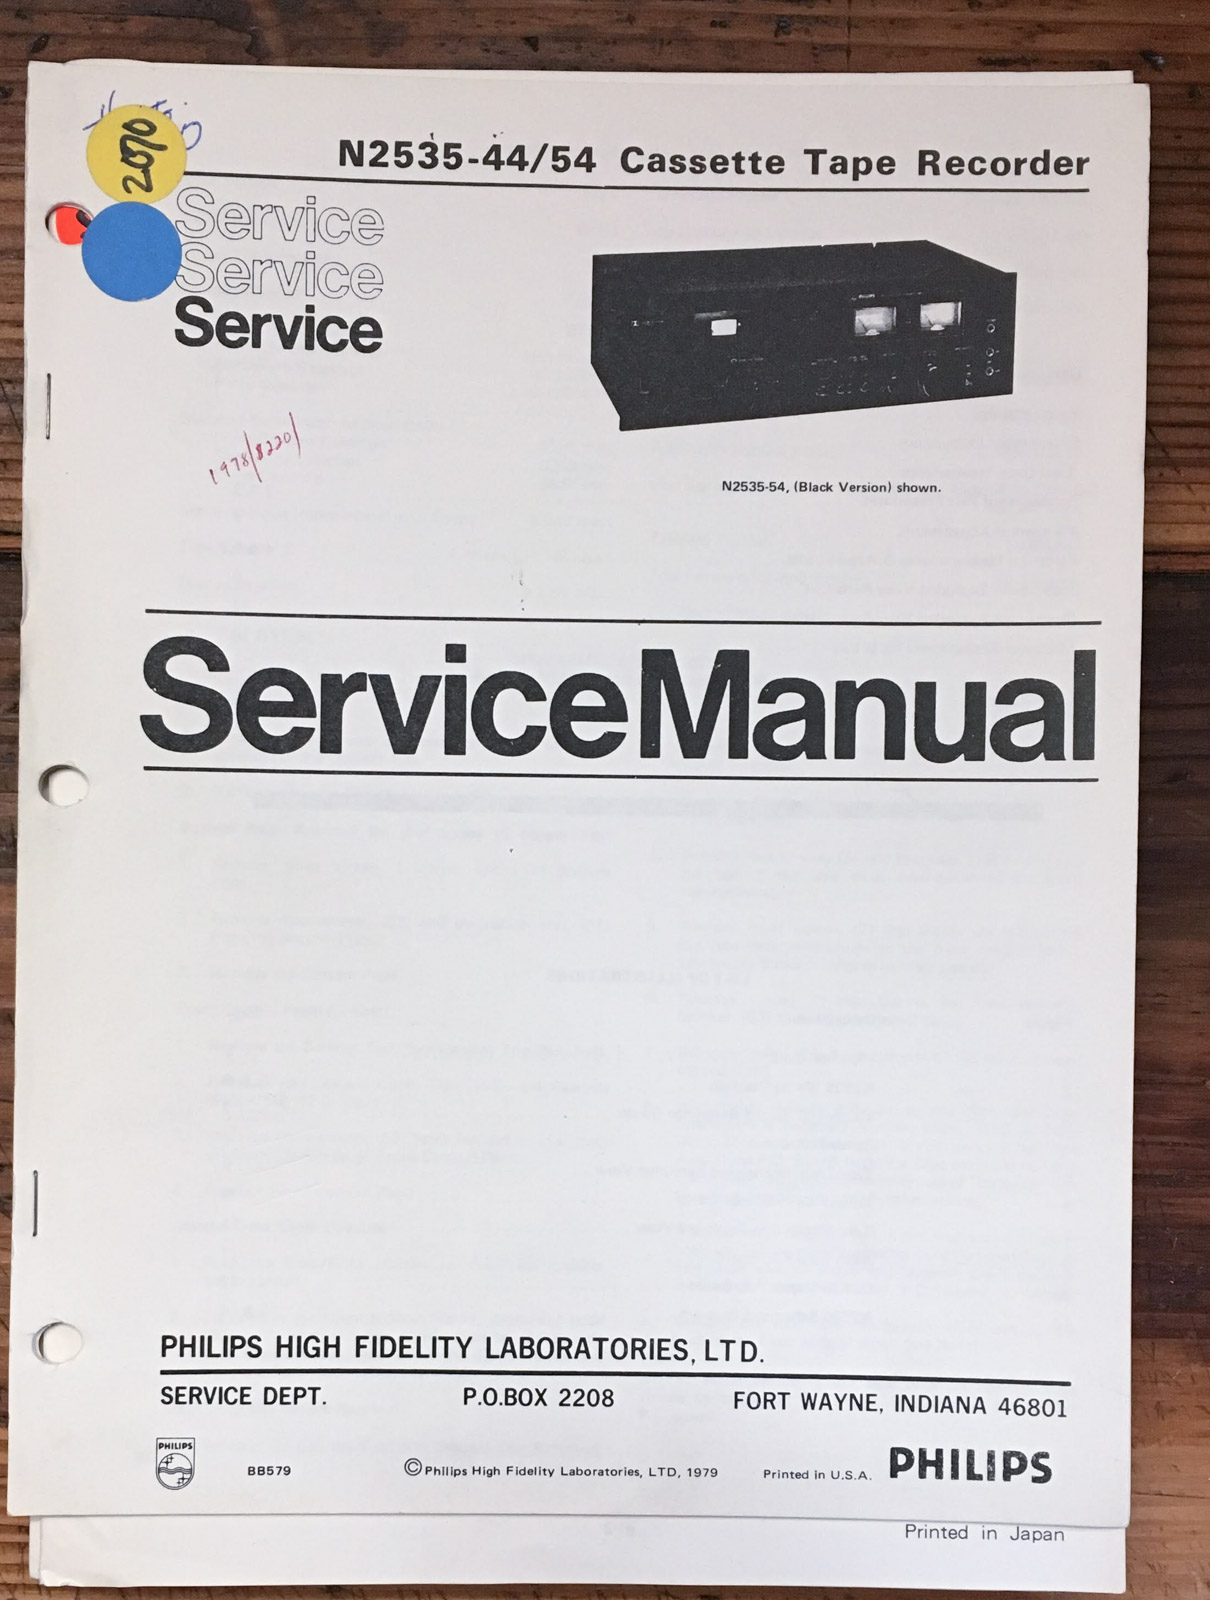 2070
N2535-44/54 Cassette Tape Recorder
Service
Service
Service
1978/8220/
N2535-54, (Black Version) shown.
Service Manual
PHILIPS HIGH FIDELITY LABORATORIES, LTD.
SERVICE DEPT. P.O.BOX 2208 FORT WAYNE, INDIANA 46801
PHILIPS
BB579 ©Philips High Fidelity Laboratories, LTD, 1979 Printed in U.S.A. PHILIPS
Printed in Japan